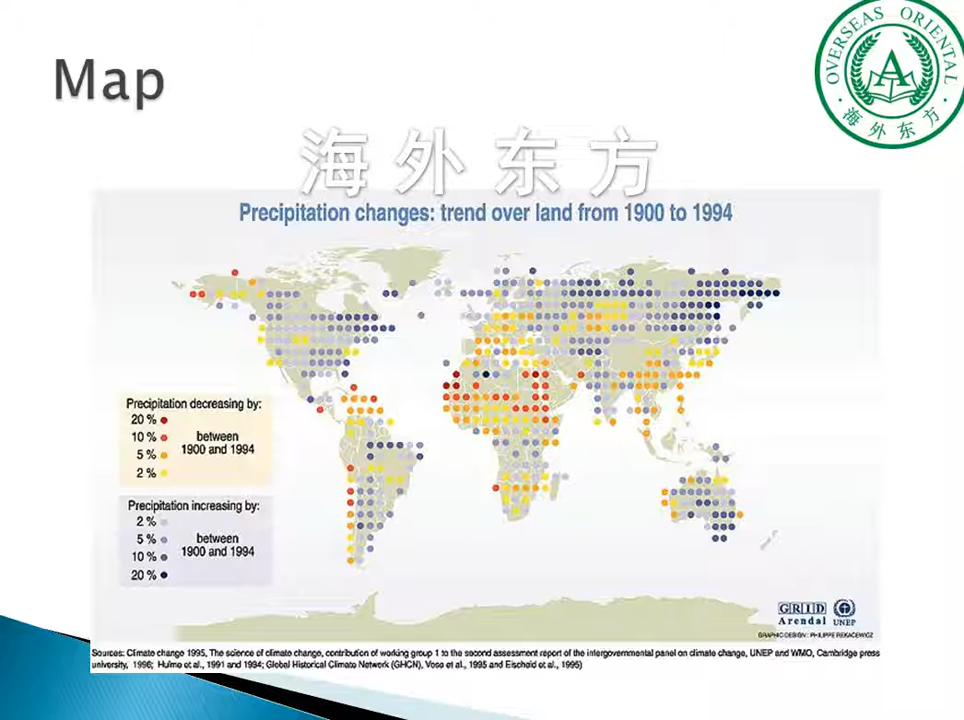 Map
OVERSEAS ORIENTAL
A
海外东方
海外东方
Precipitation changes: trend over land from 1900 to 1994
Precipitation decreasing by:
20 %
10 %
5 %
2 %
between
1900 and 1994
Precipitation increasing by:
2 %
5 %
10 %
20 %
between
1900 and 1994
GRID
Arendal
UNEP
GRAPHIC DESIGN : PHILIPPE REKACEWICZ
Sources: Climate change 1995, The science of climate change, contribution of working group 1 to the second assessment report of the intergovernmental panel on climate change, UNEP and WMO, Cambridge press
university, 1996; Hulme et al., 1991 and 1994; Global Historical Climate Network (GHCN), Vose et al., 1995 and Eischeid et al., 1995)